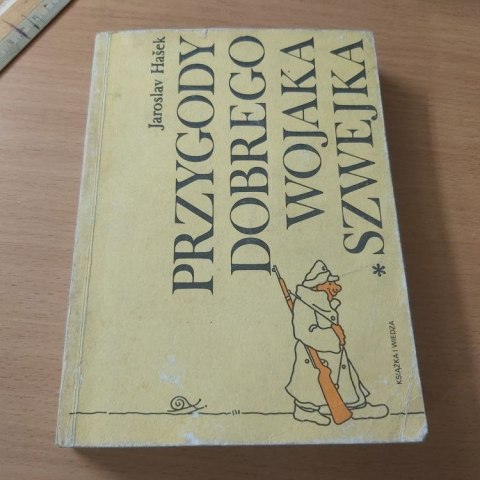 Jaroslav Hašek
PRZYGODY
DOBREGO
WOJAKA
* SZWEJKA
KSIĄŻKA I WIEDZA